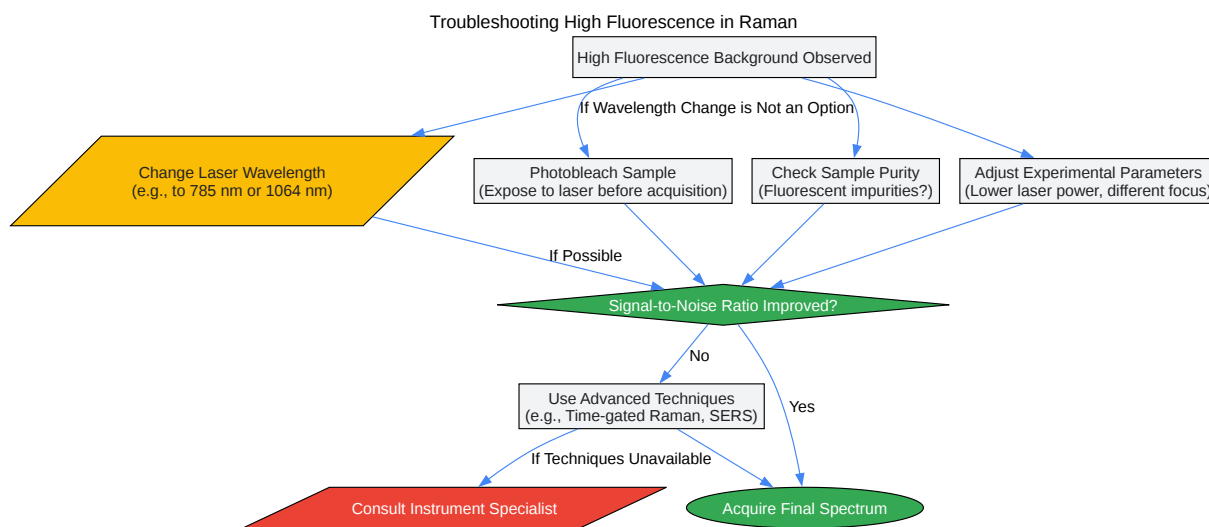 Troubleshooting High Fluorescence in Raman
High Fluorescence Background Observed
If Wavelength Change is Not an Option
Change Laser Wavelength
(e.g., to 785 nm or 1064 nm)
Photobleach Sample
(Expose to laser before acquisition)
Check Sample Purity
(Fluorescent impurities?)
Adjust Experimental Parameters
(Lower laser power, different focus)
If Possible
Signal-to-Noise Ratio Improved?
No
Use Advanced Techniques
(e.g., Time-gated Raman, SERS)
Yes
If Techniques Unavailable
Consult Instrument Specialist
Acquire Final Spectrum